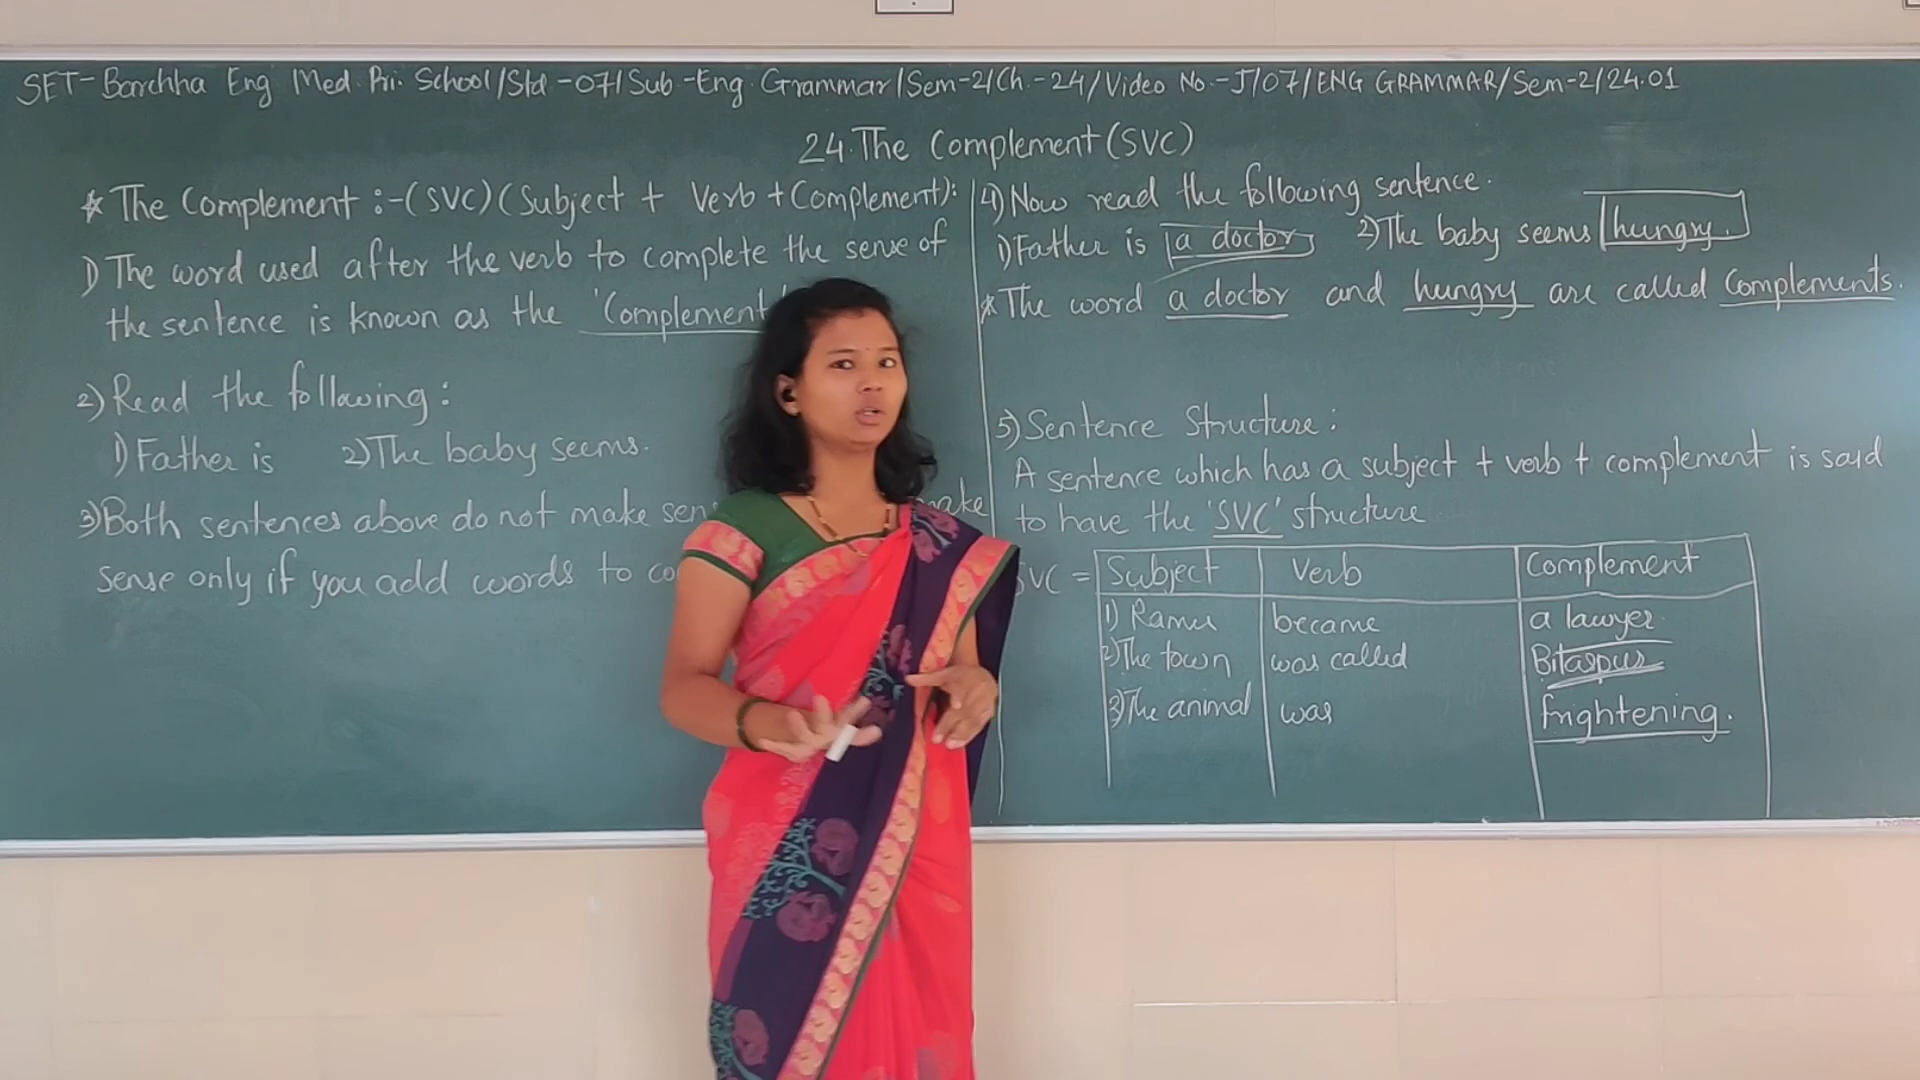 SET-Barchha Eng Med. Pri. School/Std-07/Sub-Eng. Grammar/Sem-2/Ch.-24/Video No.-J/07/ENG GRAMMAR/Sem-2/24.01
24.The Complement(SVC)
* The Complement :-(SVC)(Subject + Verb + Complement):
1) The word used after the verb to complete the sense of
the sentence is known as the 'Complement'
2) Read the following:
1) Father is 2) The baby seems.
3) Both sentences above do not make make
sense only if you add words to
4) Now read the following sentence.
1) Father is a doctor 2) The baby seems hungry.
* The word a doctor and hungry are called Complements.
5) Sentence Structure:
A sentence which has a subject + verb + complement is said
to have the 'SVC' structure
SVC = Subject Verb Complement
1) Ramu became a lawyer.
2) The town was called
3) The animal was frightening.